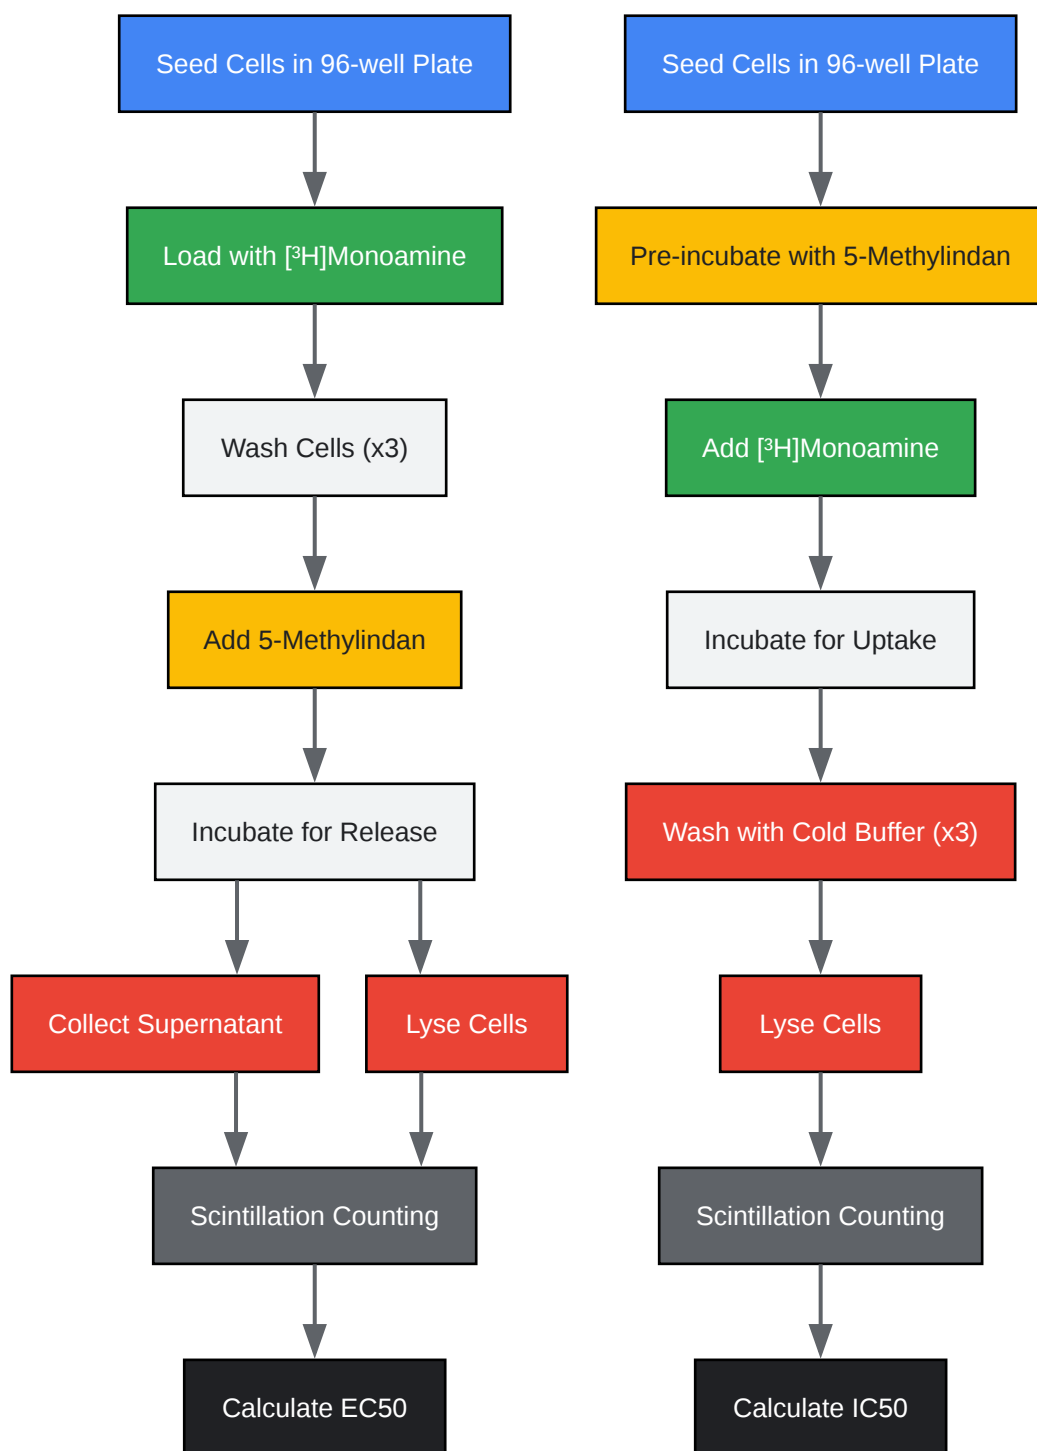 Seed Cells in 96-well Plate
Load with [³H]Monoamine
Wash Cells (x3)
Add 5-Methylindan
Incubate for Release
Collect Supernatant
Lyse Cells
Scintillation Counting
Calculate EC50
Seed Cells in 96-well Plate
Pre-incubate with 5-Methylindan
Add [³H]Monoamine
Incubate for Uptake
Wash with Cold Buffer (x3)
Lyse Cells
Scintillation Counting
Calculate IC50